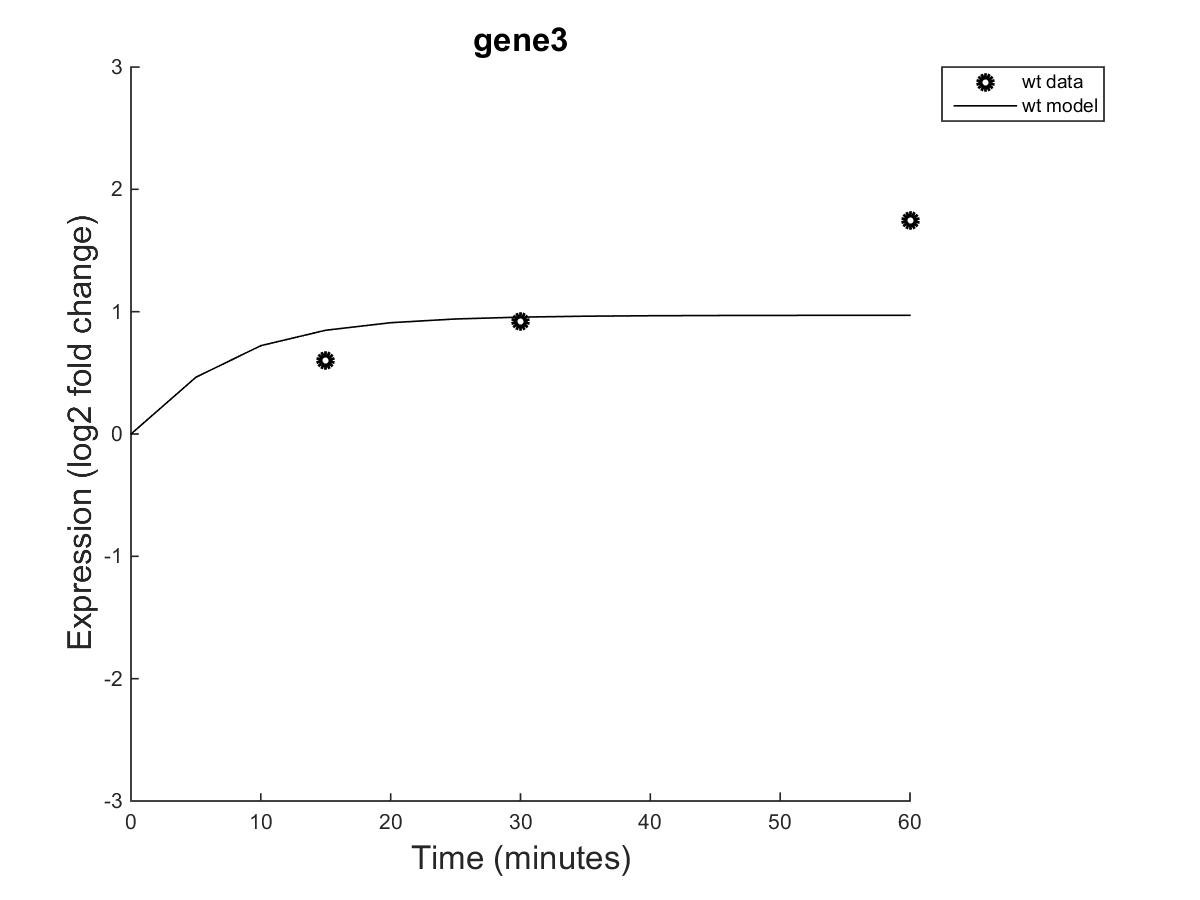 gene3
wt data
wt model
Expression (log2 fold change)
3
2
1
0
-1
-2
-3
0 10 20 30 40 50 60
Time (minutes)